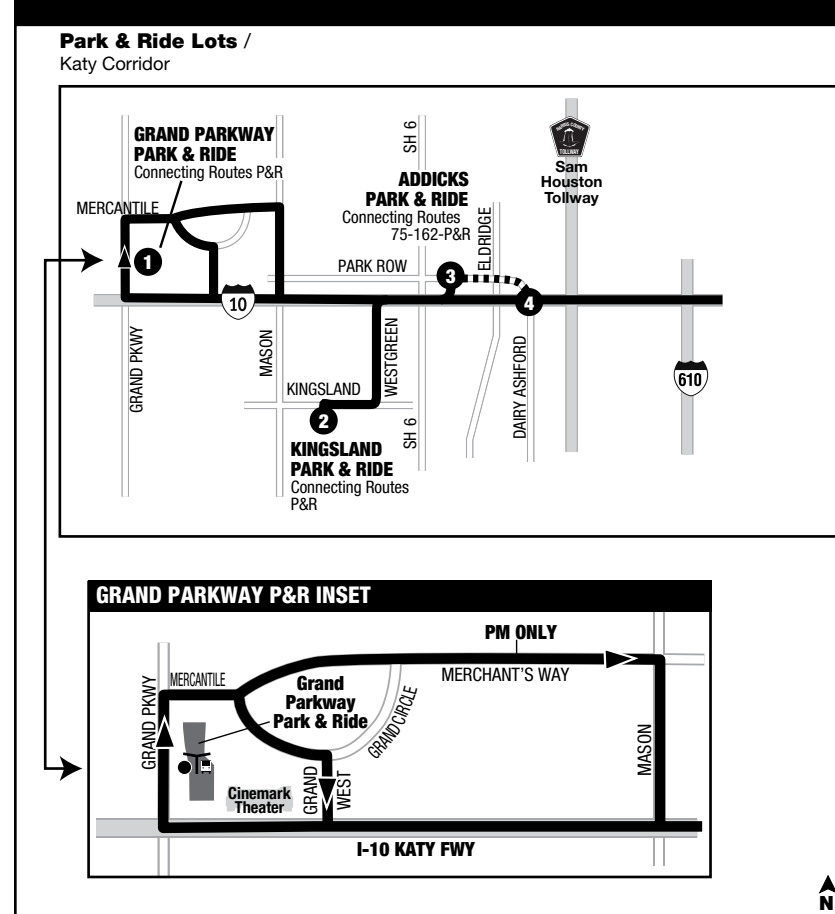 Park & Ride Lots /
Katy Corridor
GRAND PARKWAY
PARK & RIDE
Connecting Routes P&R
MERCANTILE
1
SH 6
ADDICKS
PARK & RIDE
Connecting Routes
75-162-P&R
HARRIS COUNTY
TOLLWAY
Sam
Houston
Tollway
ELDRIDGE
PARK ROW
3
10
4
GRAND PKWY
MASON
WESTGREEN
KINGSLAND
2
SH 6
DAIRY ASHFORD
610
KINGSLAND
PARK & RIDE
Connecting Routes
P&R
GRAND PARKWAY P&R INSET
PM ONLY
MERCHANT'S WAY
MERCANTILE
GRAND PKWY
Grand
Parkway
Park & Ride
GRAND CIRCLE
MASON
Cinemark
Theater
GRAND
WEST
I-10 KATY FWY
N